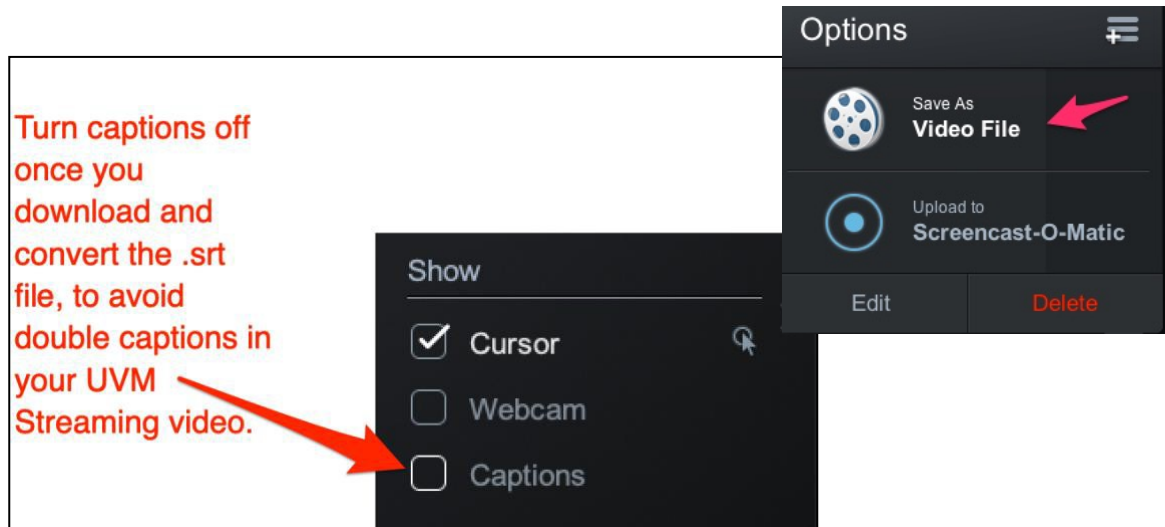 Options
Save As
Video File
Upload to
Screencast-O-Matic
Edit Delete
Turn captions off
once you
download and
convert the .srt
file, to avoid
double captions in
your UVM
Streaming video.
Show
Cursor
Webcam
Captions